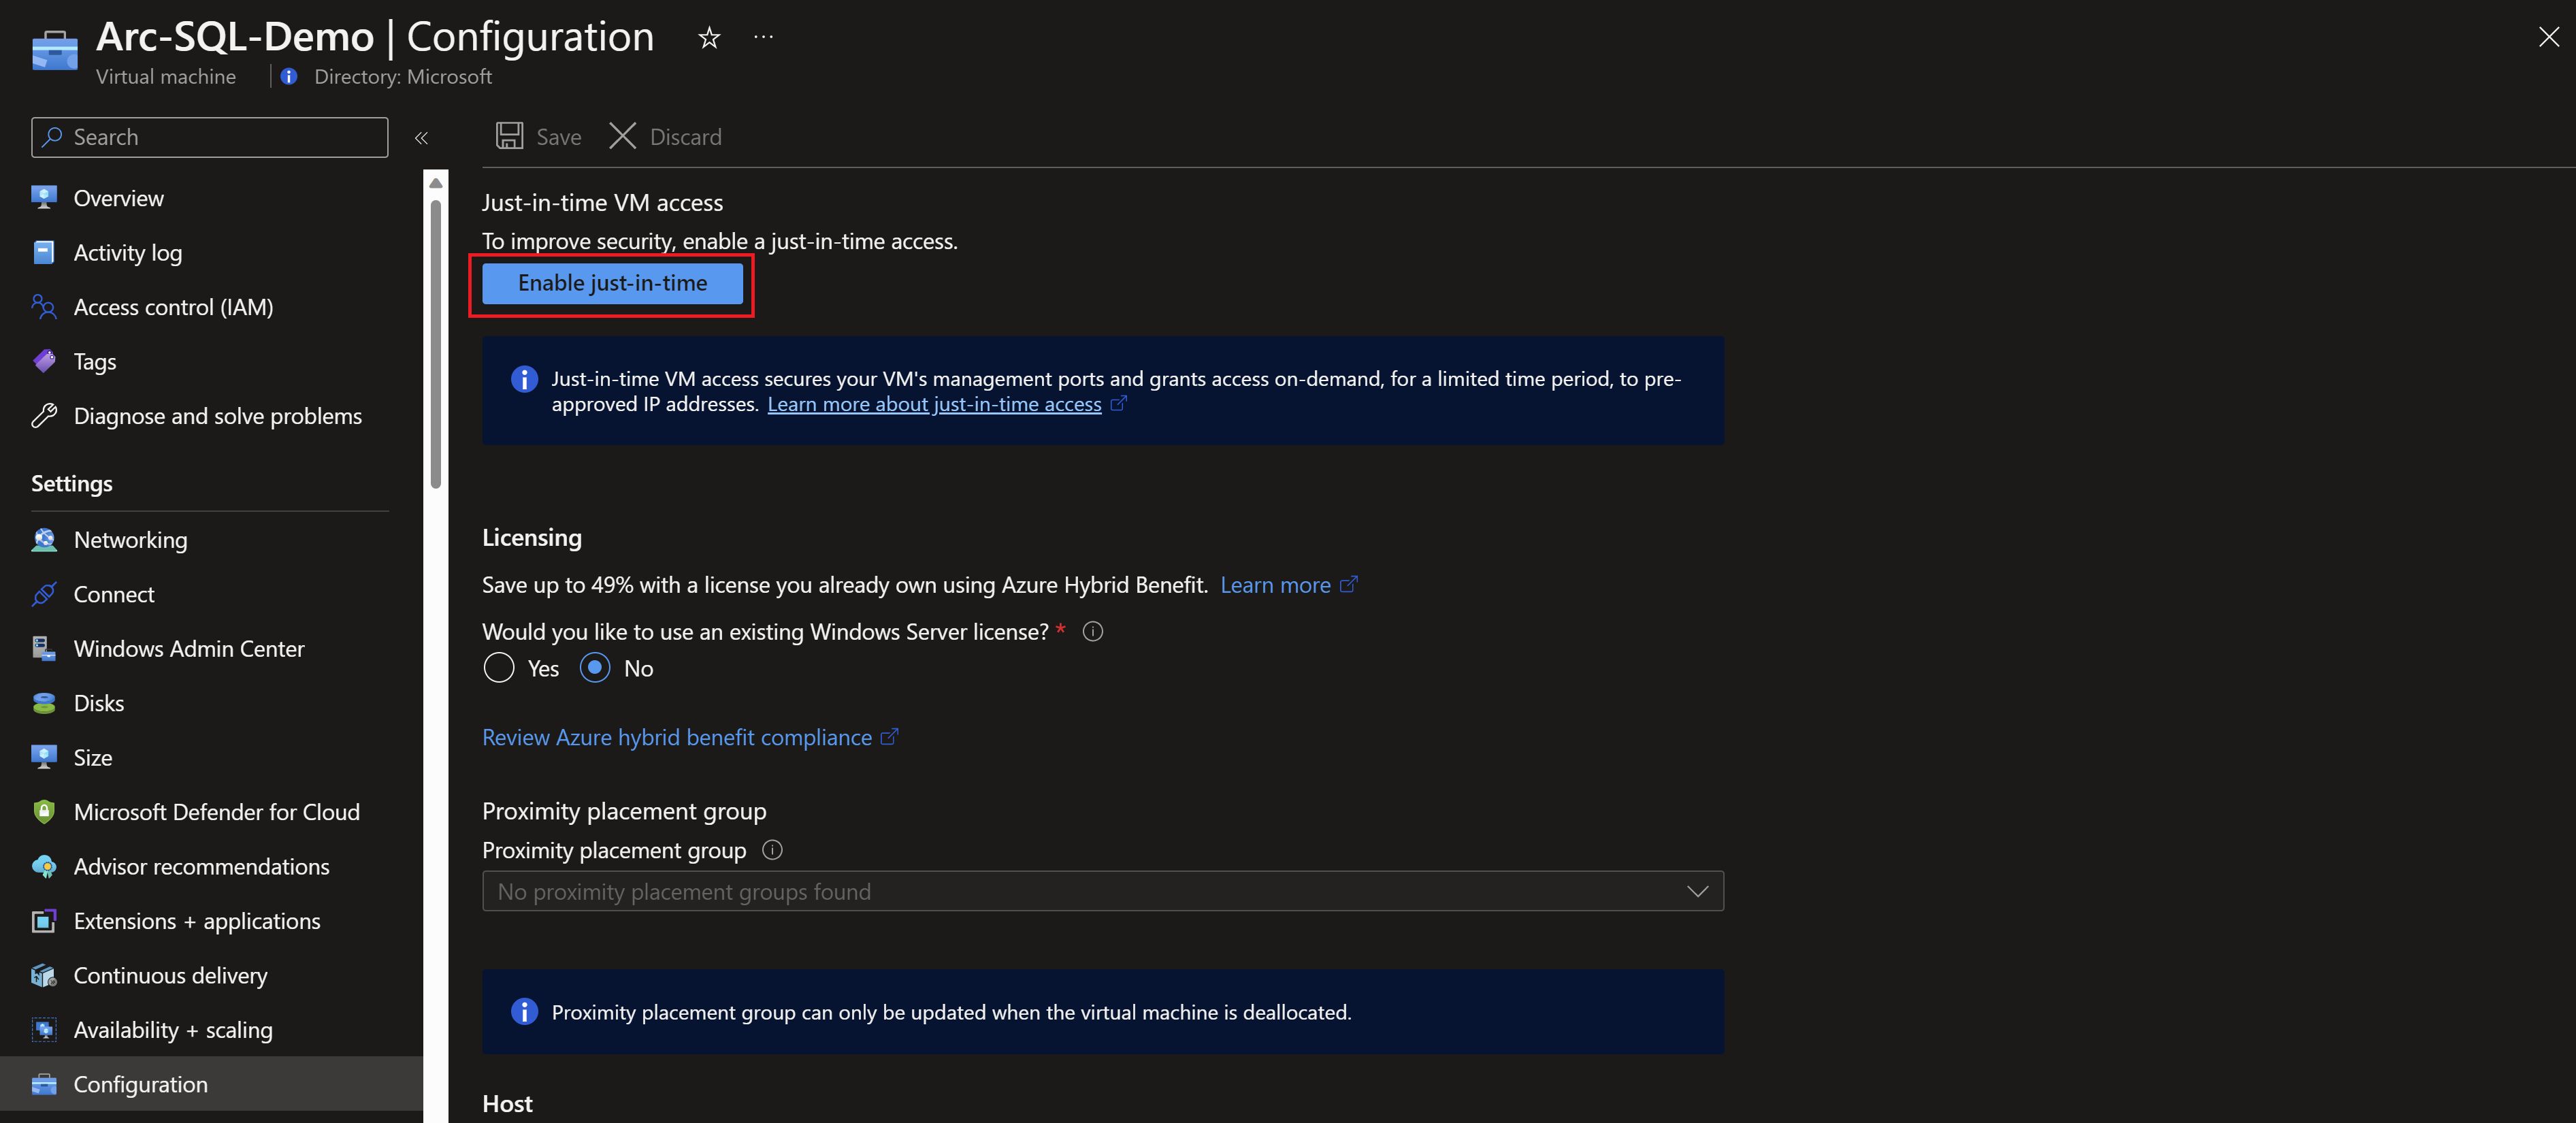 Arc-SQL-Demo | Configuration
Virtual machine
Directory: Microsoft
Search
Overview
Activity log
Access control (IAM)
Tags
Diagnose and solve problems
Settings
Networking
Connect
Windows Admin Center
Disks
Size
Microsoft Defender for Cloud
Advisor recommendations
Extensions + applications
Continuous delivery
Availability + scaling
Configuration
Save
Discard
Just-in-time VM access
To improve security, enable a just-in-time access.
Enable just-in-time
Just-in-time VM access secures your VM's management ports and grants access on-demand, for a limited time period, to pre-
approved IP addresses. Learn more about just-in-time access
Licensing
Save up to 49% with a license you already own using Azure Hybrid Benefit. Learn more
Would you like to use an existing Windows Server license? *
Yes
No
Review Azure hybrid benefit compliance
Proximity placement group
Proximity placement group
No proximity placement groups found
Proximity placement group can only be updated when the virtual machine is deallocated.
Host